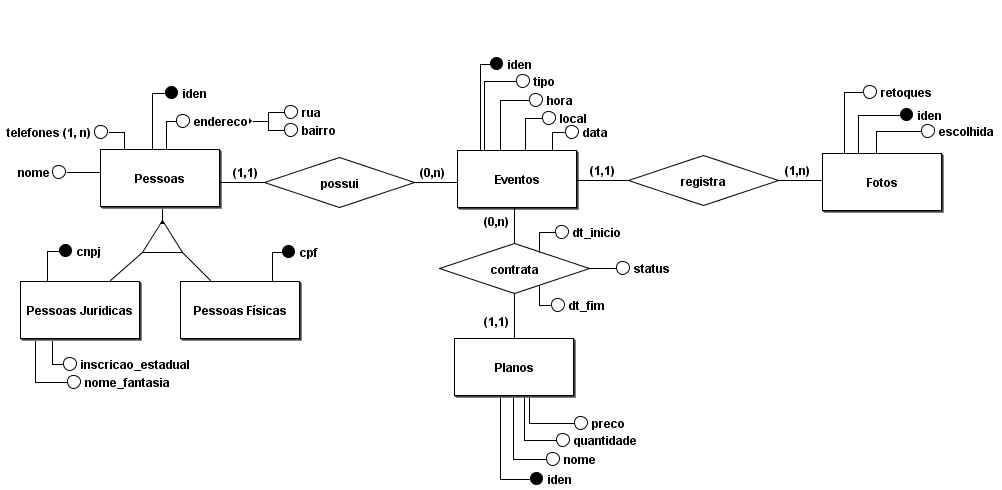 iden
tipo
hora
local
data
iden
endereco
rua
bairro
telefones (1, n)
nome
Pessoas
(1,1)
possui
(0,n)
Eventos
(1,1)
registra
(1,n)
Fotos
retoques
iden
escolhida
(0,n)
dt_inicio
contrata
status
dt_fim
(1,1)
cnpj
cpf
Pessoas Juridicas
Pessoas Físicas
inscricao_estadual
nome_fantasia
Planos
preco
quantidade
nome
iden